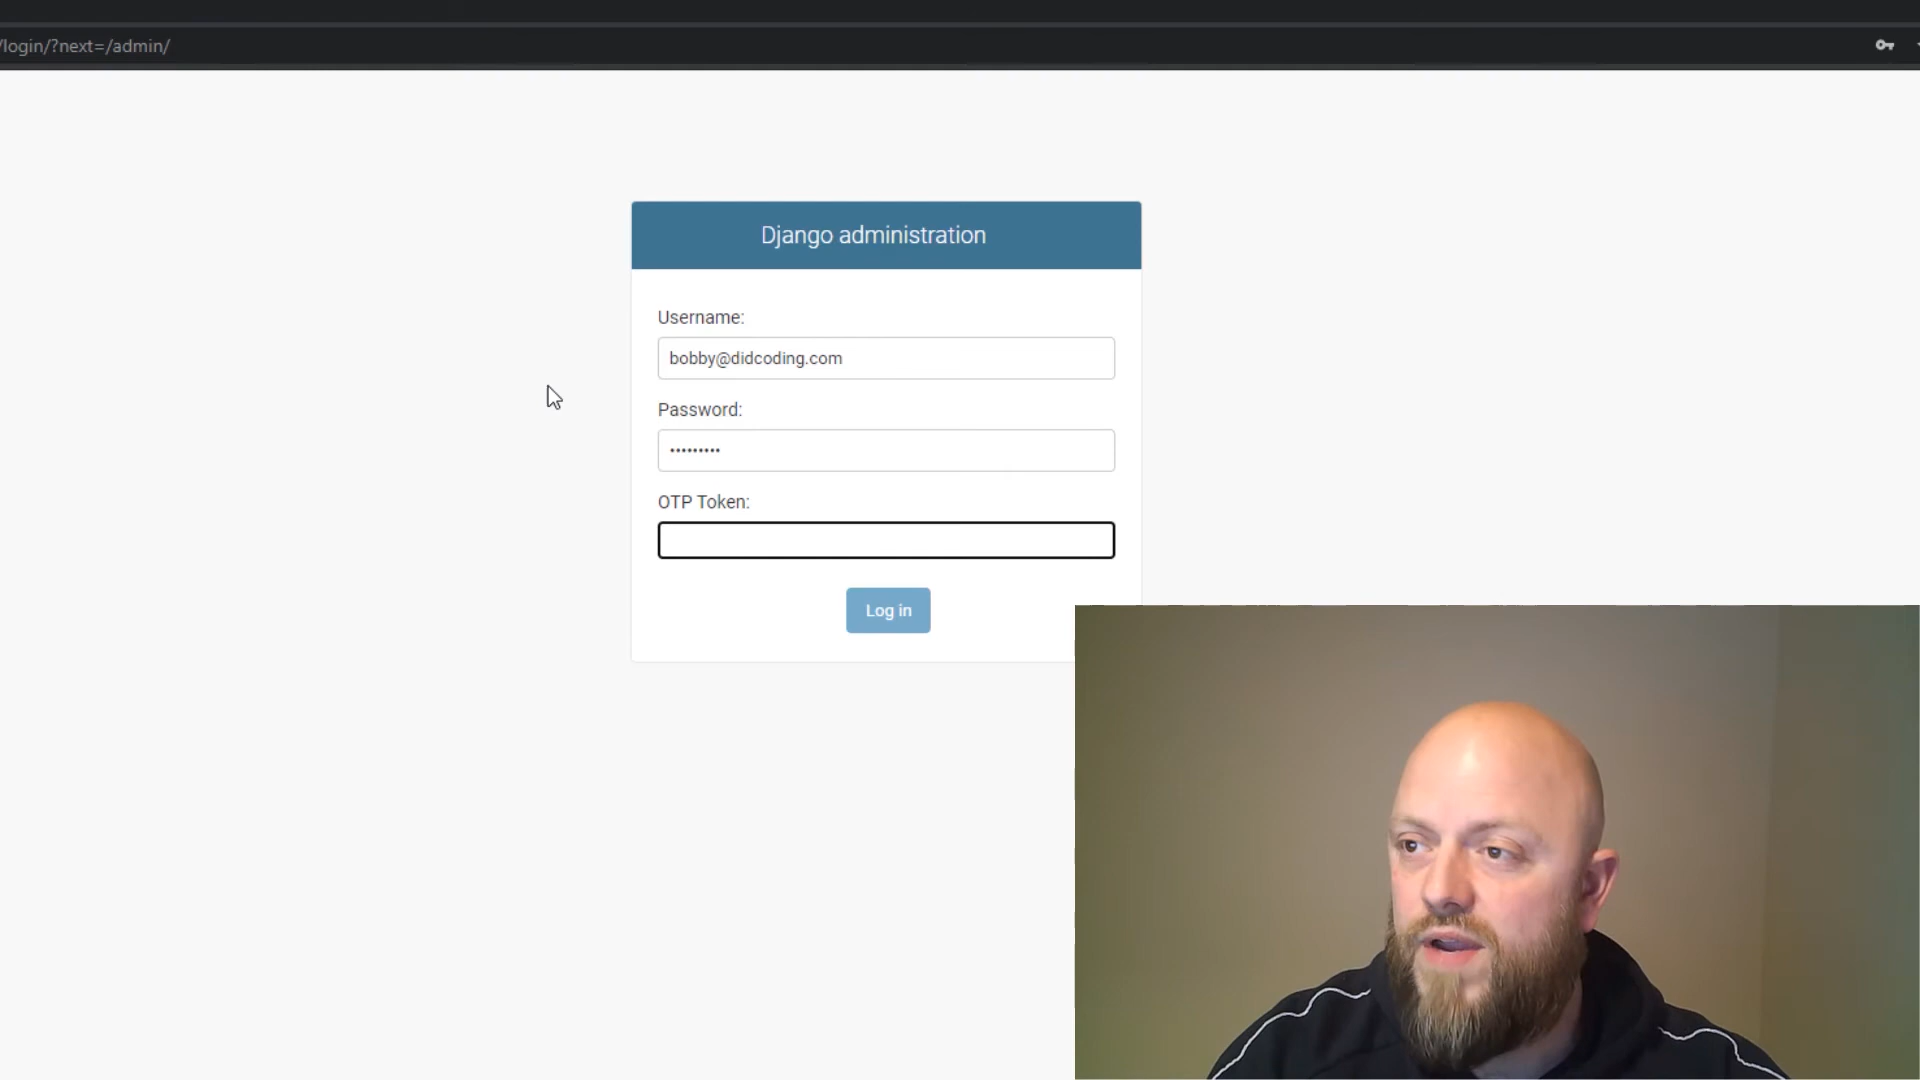 /login/?next=/admin/
Django administration
Username:
bobby@didcoding.com
Password:
•••••••••
OTP Token:
Log in